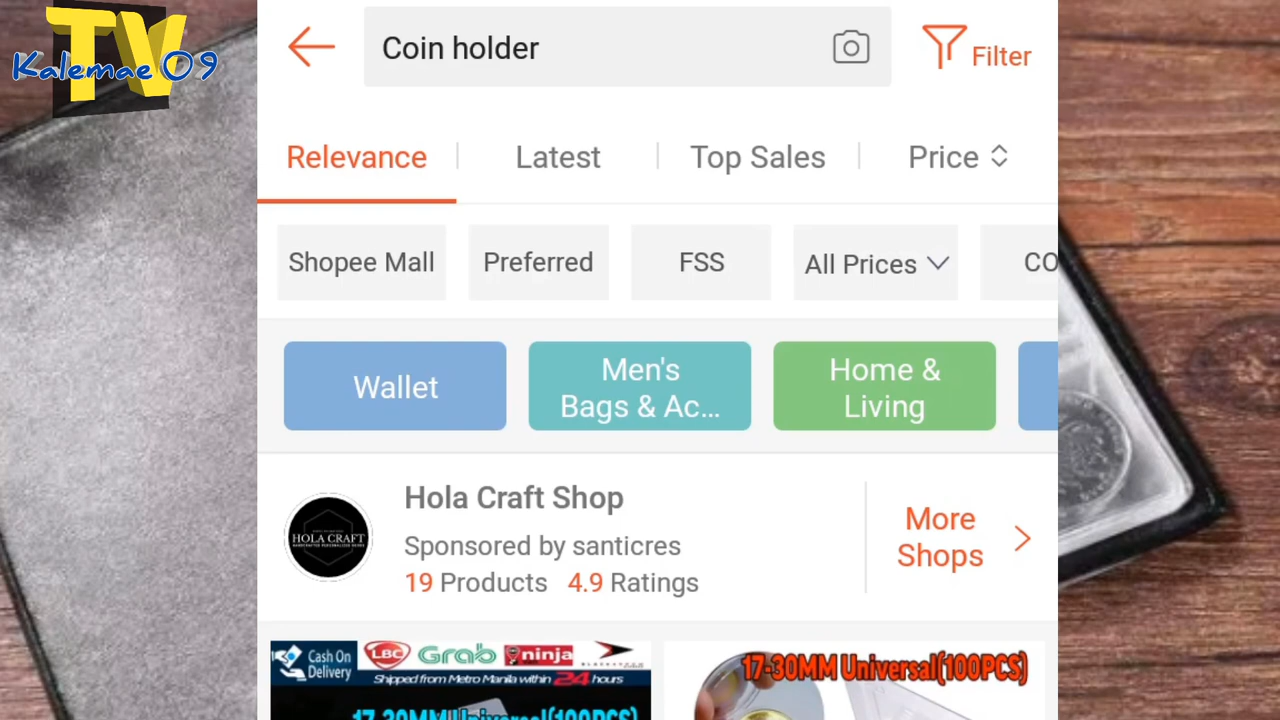 TV
Kalemae 09
Coin holder
Filter
Relevance
Latest
Top Sales
Price
Shopee Mall
Preferred
FSS
All Prices
CO
Wallet
Men's
Bags & Ac...
Home &
Living
Hola Craft Shop
Sponsored by santicres
19 Products 4.9 Ratings
More
Shops
HOLA CRAFT
Cash On
Delivery
LBC
Grab
ninja
Shipped from Metro Manila within 24 hours
17-30MM Universal(100PCS)
17-30MM Universal(100PCS)